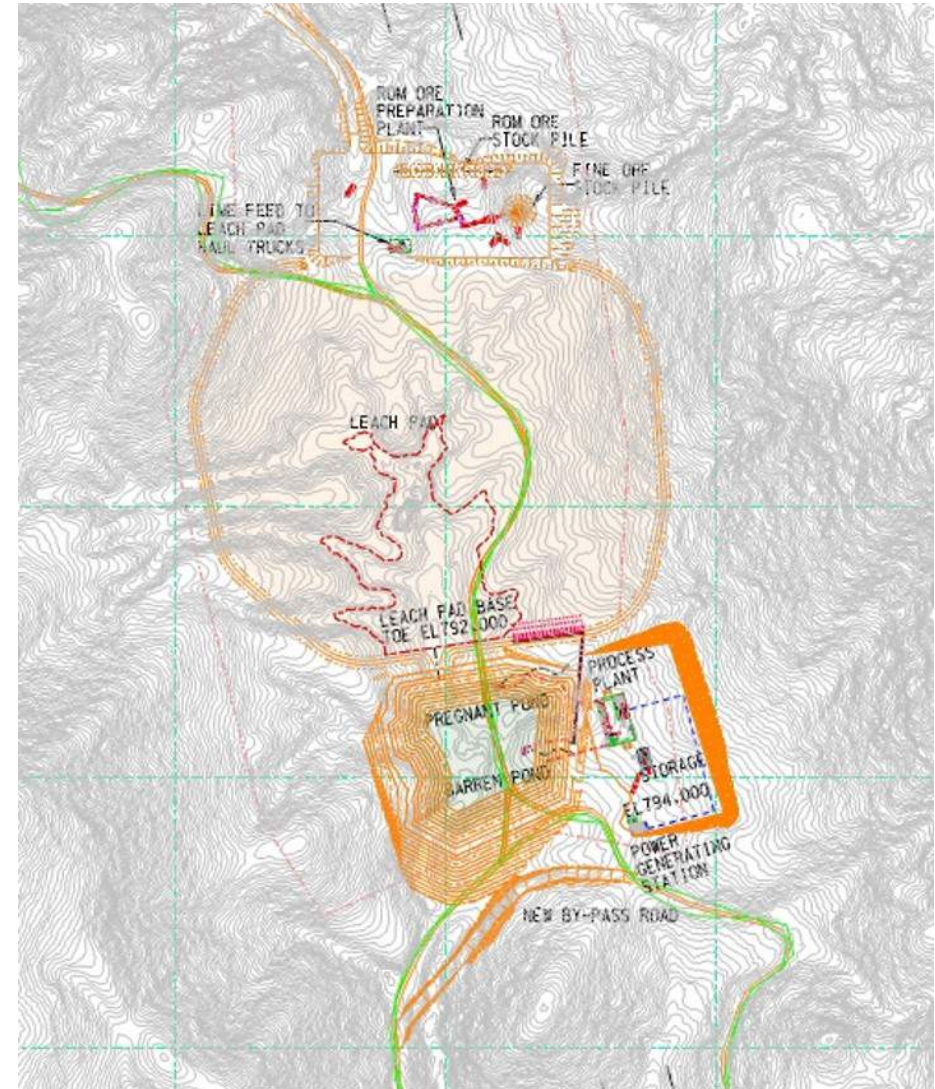 ROM ORE
PREPARATION
PLANT
ROM ORE
STOCK PILE
FINE ORE
STOCK PILE
LIME FEED TO
LEACH PAD
HAUL TRUCKS
LEACH PAD
LEACH PAD BASE
TOE EL792.000
PROCESS
PLANT
PREGNANT POND
BARREN POND
STORAGE
EL794.000
POWER
GENERATING
STATION
NEW BY-PASS ROAD